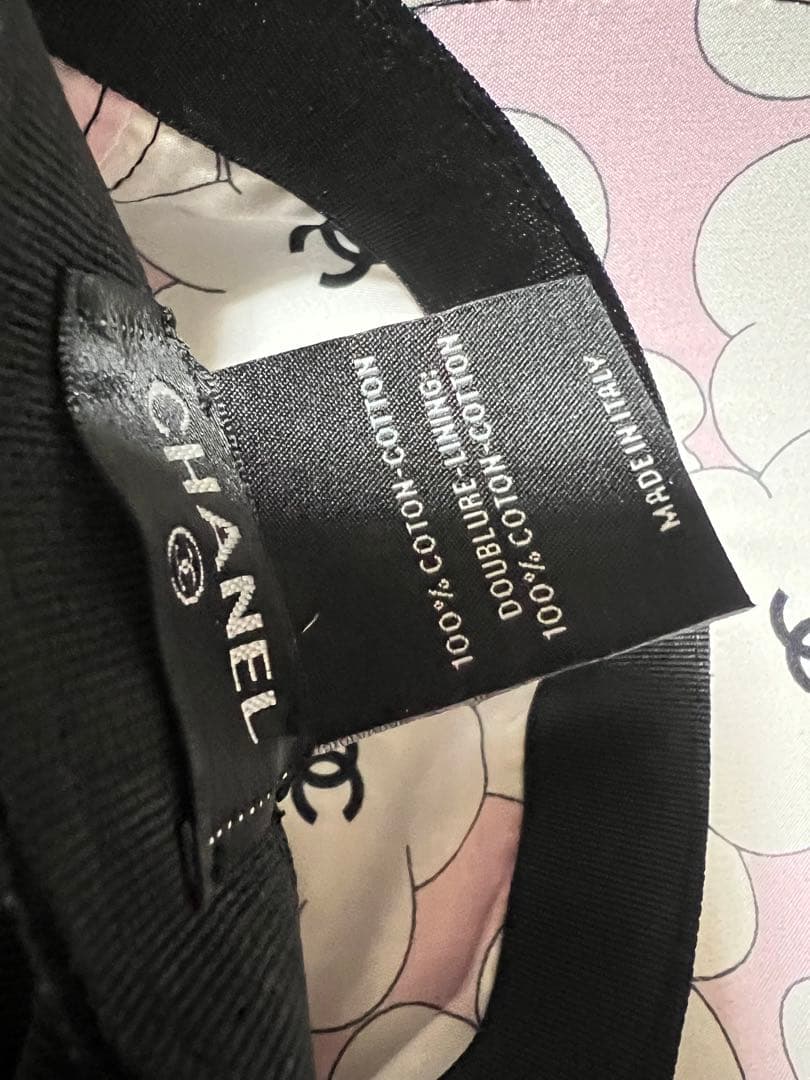 CHANEL
100% COTON-COTTON
DOUBLURE-LINING:
100% COTON-COTTON
MADE IN ITALY